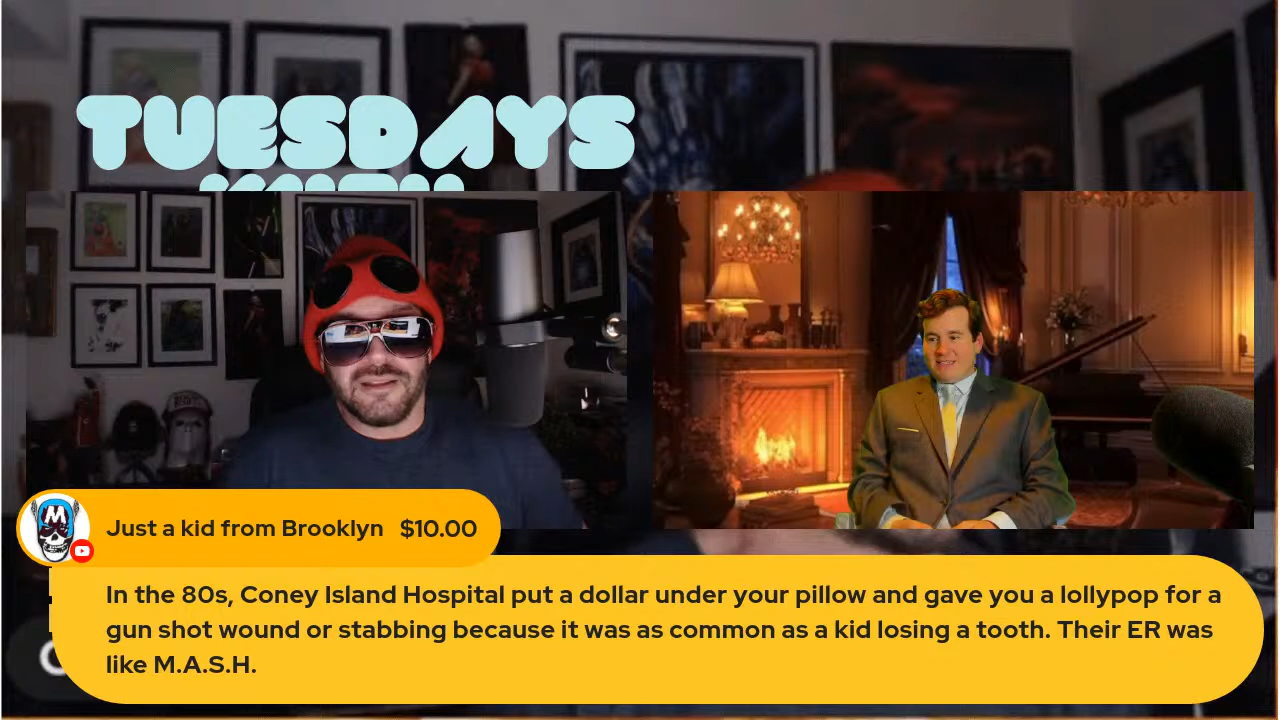 TUESDAYS
Just a kid from Brooklyn $10.00
In the 80s, Coney Island Hospital put a dollar under your pillow and gave you a lollypop for a
gun shot wound or stabbing because it was as common as a kid losing a tooth. Their ER was
like M.A.S.H.